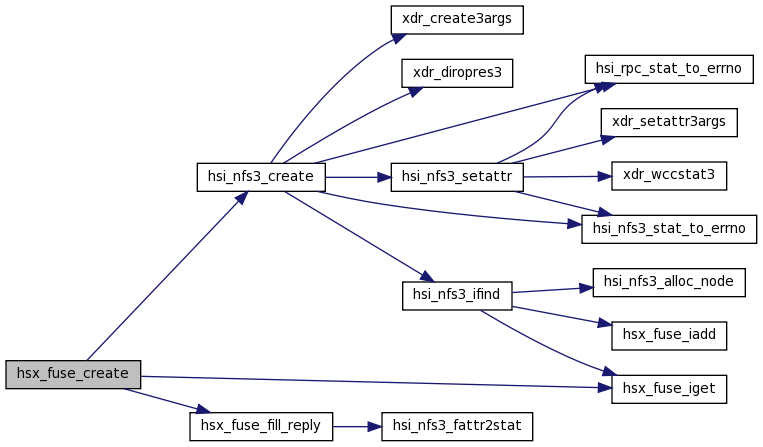 xdr_create3args
xdr_diropres3
hsi_rpc_stat_to_errno
xdr_setattr3args
hsi_nfs3_create
hsi_nfs3_setattr
xdr_wccstat3
hsi_nfs3_stat_to_errno
hsi_nfs3_ifind
hsi_nfs3_alloc_node
hsx_fuse_iadd
hsx_fuse_create
hsx_fuse_iget
hsx_fuse_fill_reply
hsi_nfs3_fattr2stat